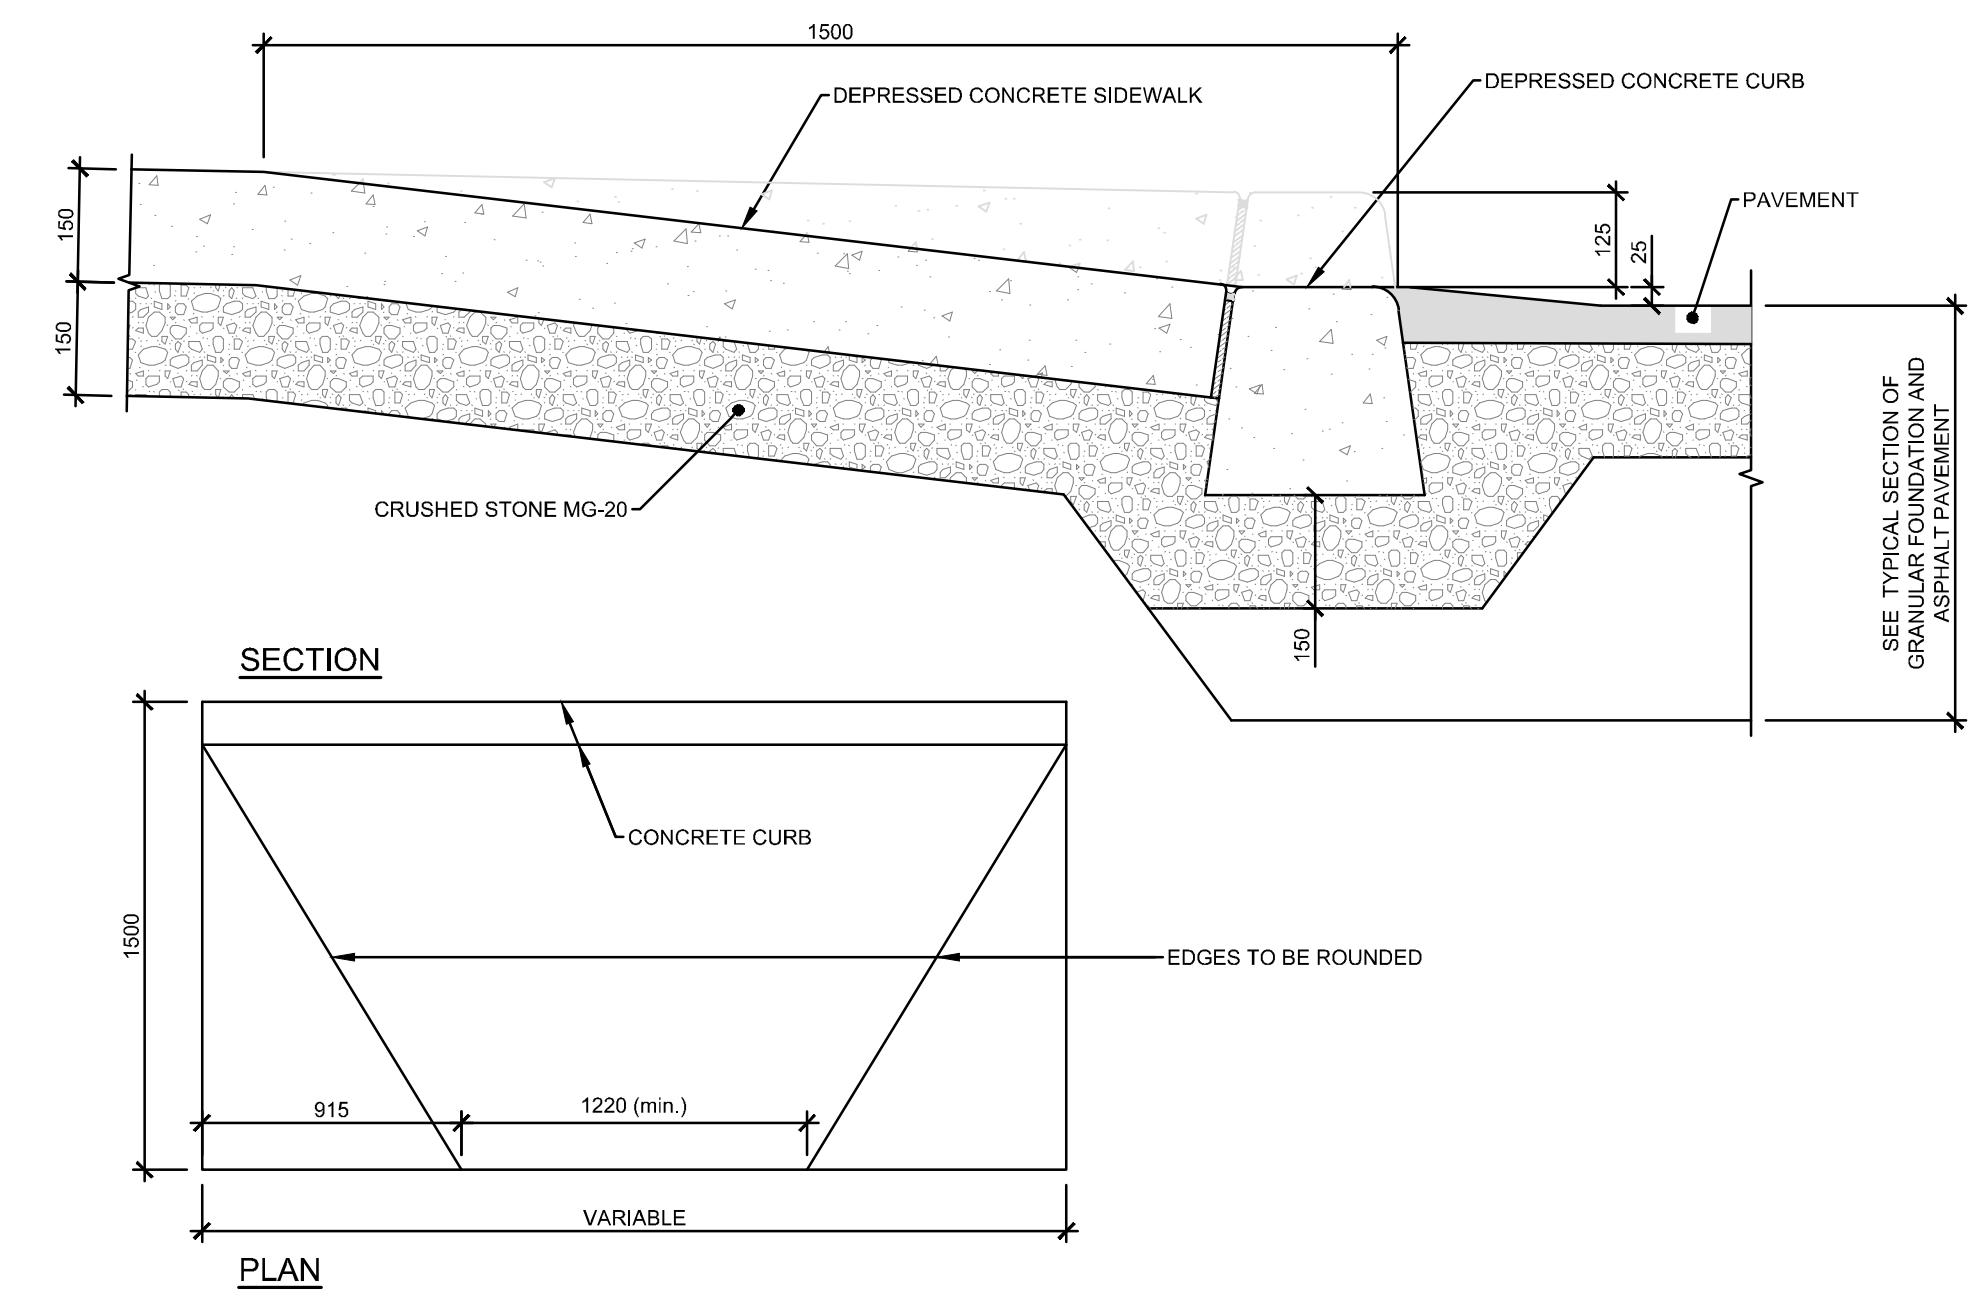 1500
DEPRESSED CONCRETE SIDEWALK
DEPRESSED CONCRETE CURB
PAVEMENT
150
150
125
25
CRUSHED STONE MG-20
150
SEE TYPICAL SECTION OF
GRANULAR FOUNDATION AND
ASPHALT PAVEMENT
SECTION
CONCRETE CURB
1500
EDGES TO BE ROUNDED
915
1220 (min.)
VARIABLE
PLAN